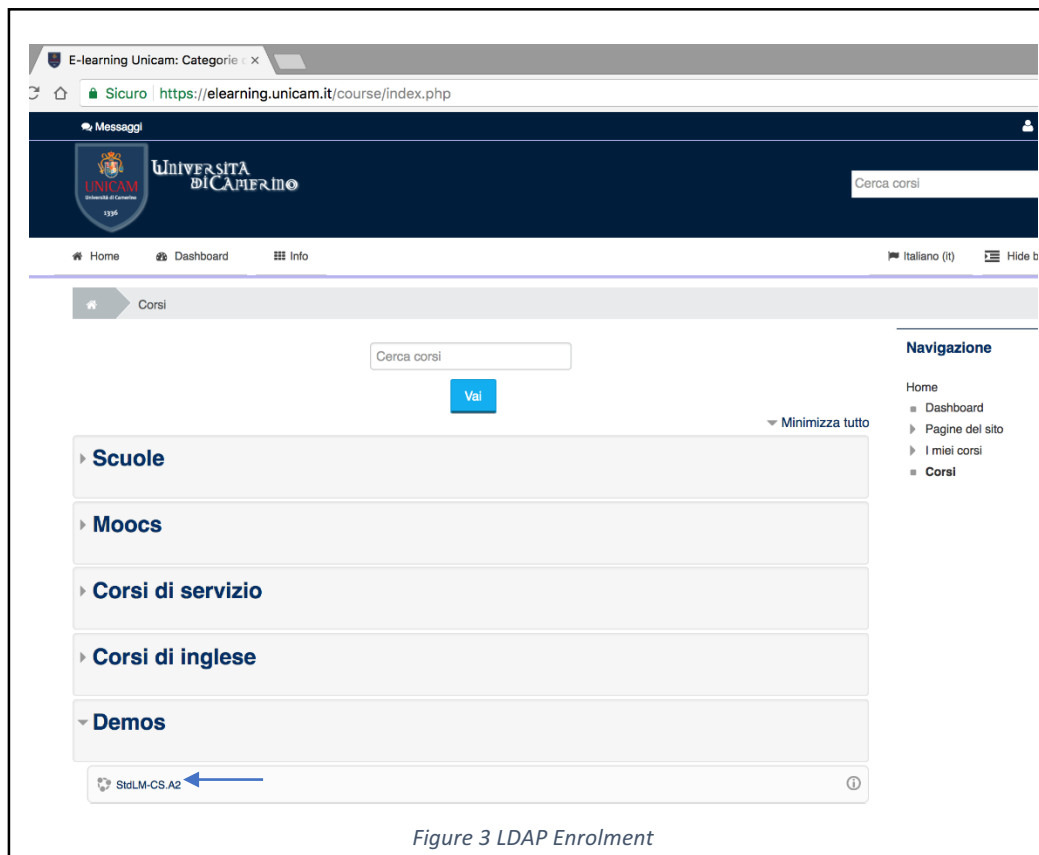 E-learning Unicam: Categorie c
Sicuro https://elearning.unicam.it/course/index.php
Messaggi
UNICAM
Università di Camerino
1336
Università
di Camerino
Cerca corsi
Home Dashboard Info Italiano (it) Hide b
Corsi
Cerca corsi
Vai
Minimizza tutto
Scuole
Moocs
Corsi di servizio
Corsi di inglese
Demos
StdLM-CS.A2
Navigazione
Home
Dashboard
Pagine del sito
I miei corsi
Corsi
Figure 3 LDAP Enrolment